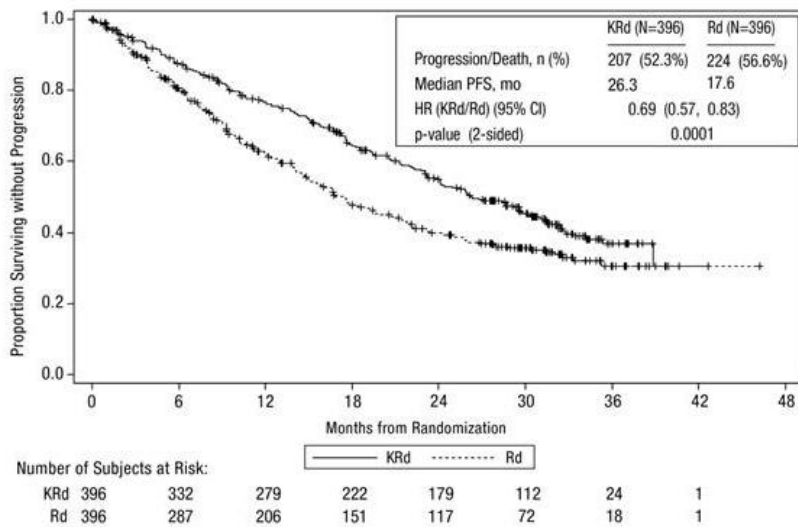 KRd (N=396) Rd (N=396)
Progression/Death, n (%) 207 (52.3%) 224 (56.6%)
Median PFS, mo 26.3 17.6
HR (KRd/Rd) (95% CI) 0.69 (0.57, 0.83)
p-value (2-sided) 0.0001
Proportion Surviving without Progression
1.0
0.8
0.6
0.4
0.2
0.0
0 6 12 18 24 30 36 42 48
Months from Randomization
KRd Rd
Number of Subjects at Risk:
KRd 396 332 279 222 179 112 24 1
Rd 396 287 206 151 117 72 18 1